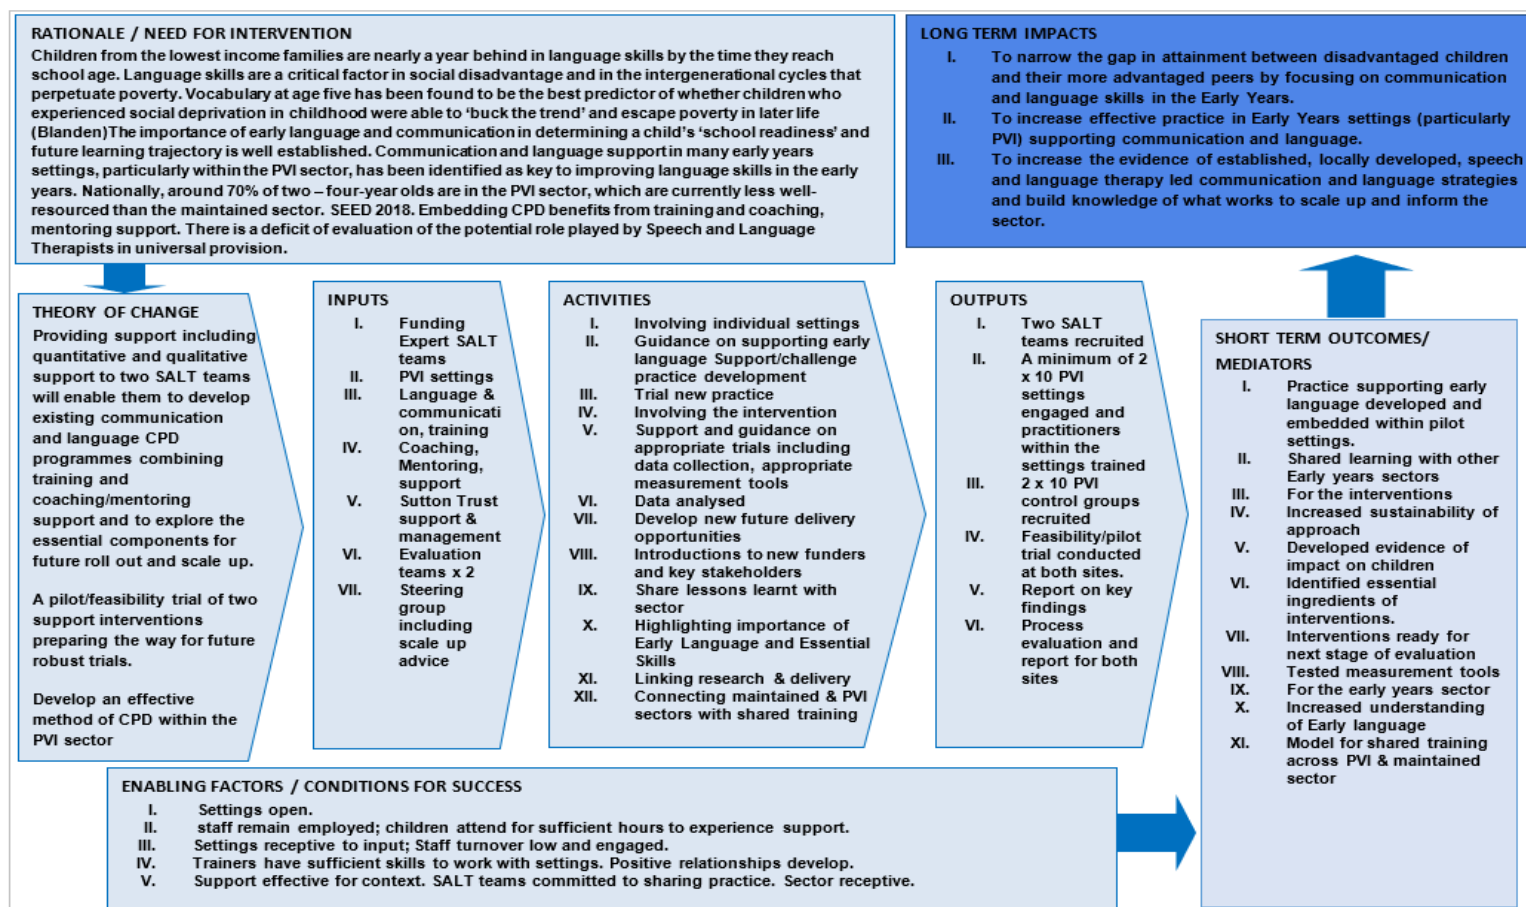 RATIONALE / NEED FOR INTERVENTION
Children from the lowest income families are nearly a year behind in language skills by the time they reach
school age. Language skills are a critical factor in social disadvantage and in the intergenerational cycles that
perpetuate poverty. Vocabulary at age five has been found to be the best predictor of whether children who
experienced social deprivation in childhood were able to ‘buck the trend’ and escape poverty in later life
(Blanden)The importance of early language and communication in determining a child’s ‘school readiness’ and
future learning trajectory is well established. Communication and language support in many early years
settings, particularly within the PVI sector, has been identified as key to improving language skills in the early
years. Nationally, around 70% of two – four-year olds are in the PVI sector, which are currently less well-
resourced than the maintained sector. SEED 2018. Embedding CPD benefits from training and coaching,
mentoring support. There is a deficit of evaluation of the potential role played by Speech and Language
Therapists in universal provision.
LONG TERM IMPACTS
I. To narrow the gap in attainment between disadvantaged children
and their more advantaged peers by focusing on communication
and language skills in the Early Years.
II. To increase effective practice in Early Years settings (particularly
PVI) supporting communication and language.
III. To increase the evidence of established, locally developed, speech
and language therapy led communication and language strategies
and build knowledge of what works to scale up and inform the
sector.
THEORY OF CHANGE
Providing support including
quantitative and qualitative
support to two SALT teams
will enable them to develop
existing communication
and language CPD
programmes combining
training and
coaching/mentoring
support and to explore the
essential components for
future roll out and scale up.
A pilot/feasibility trial of two
support interventions
preparing the way for future
robust trials.
Develop an effective
method of CPD within the
PVI sector
INPUTS
I. Funding
Expert SALT
teams
II. PVI settings
III. Language &
communicati
on, training
IV. Coaching,
Mentoring,
support
V. Sutton Trust
support &
management
VI. Evaluation
teams x 2
VII. Steering
group
including
scale up
advice
ACTIVITIES
I. Involving individual settings
II. Guidance on supporting early
language Support/challenge
practice development
III. Trial new practice
IV. Involving the intervention
V. Support and guidance on
appropriate trials including
data collection, appropriate
measurement tools
VI. Data analysed
VII. Develop new future delivery
opportunities
VIII. Introductions to new funders
and key stakeholders
IX. Share lessons learnt with
sector
X. Highlighting importance of
Early Language and Essential
Skills
XI. Linking research & delivery
XII. Connecting maintained & PVI
sectors with shared training
OUTPUTS
I. Two SALT
teams recruited
II. A minimum of 2
x 10 PVI
settings
engaged and
practitioners
within the
settings trained
III. 2 x 10 PVI
control groups
recruited
IV. Feasibility/pilot
trial conducted
at both sites.
V. Report on key
findings
VI. Process
evaluation and
report for both
sites
SHORT TERM OUTCOMES/
MEDIATORS
I. Practice supporting early
language developed and
embedded within pilot
settings.
II. Shared learning with other
Early years sectors
III. For the interventions
IV. Increased sustainability of
approach
V. Developed evidence of
impact on children
VI. Identified essential
ingredients of
interventions.
VII. Interventions ready for
next stage of evaluation
VIII. Tested measurement tools
IX. For the early years sector
X. Increased understanding
of Early language
XI. Model for shared training
across PVI & maintained
sector
ENABLING FACTORS / CONDITIONS FOR SUCCESS
I. Settings open.
II. staff remain employed; children attend for sufficient hours to experience support.
III. Settings receptive to input; Staff turnover low and engaged.
IV. Trainers have sufficient skills to work with settings. Positive relationships develop.
V. Support effective for context. SALT teams committed to sharing practice. Sector receptive.